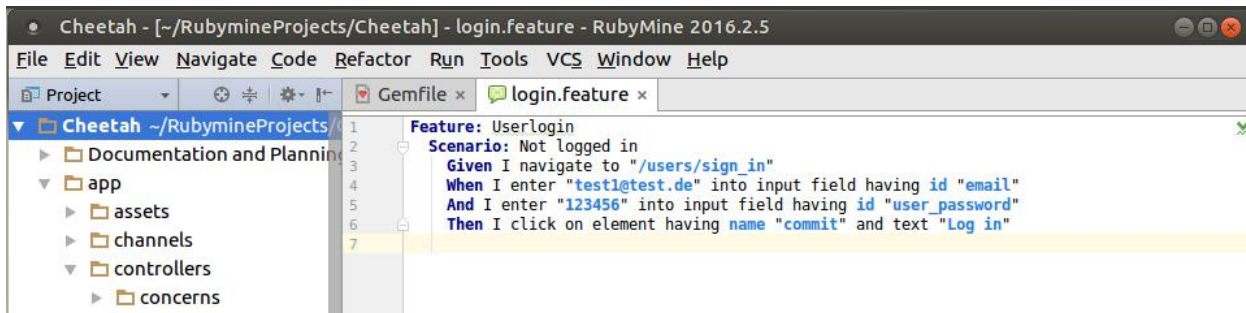 Cheetah - [~/RubymineProjects/Cheetah] - login.feature - RubyMine 2016.2.5
File Edit View Navigate Code Refactor Run Tools VCS Window Help
Project Gemfile × login.feature ×
Cheetah ~/RubymineProjects/
Documentation and Plannin
app
assets
channels
controllers
concerns
1 Feature: Userlogin
2 Scenario: Not logged in
3 Given I navigate to "/users/sign_in"
4 When I enter "test1@test.de" into input field having id "email"
5 And I enter "123456" into input field having id "user_password"
6 Then I click on element having name "commit" and text "Log in"
7